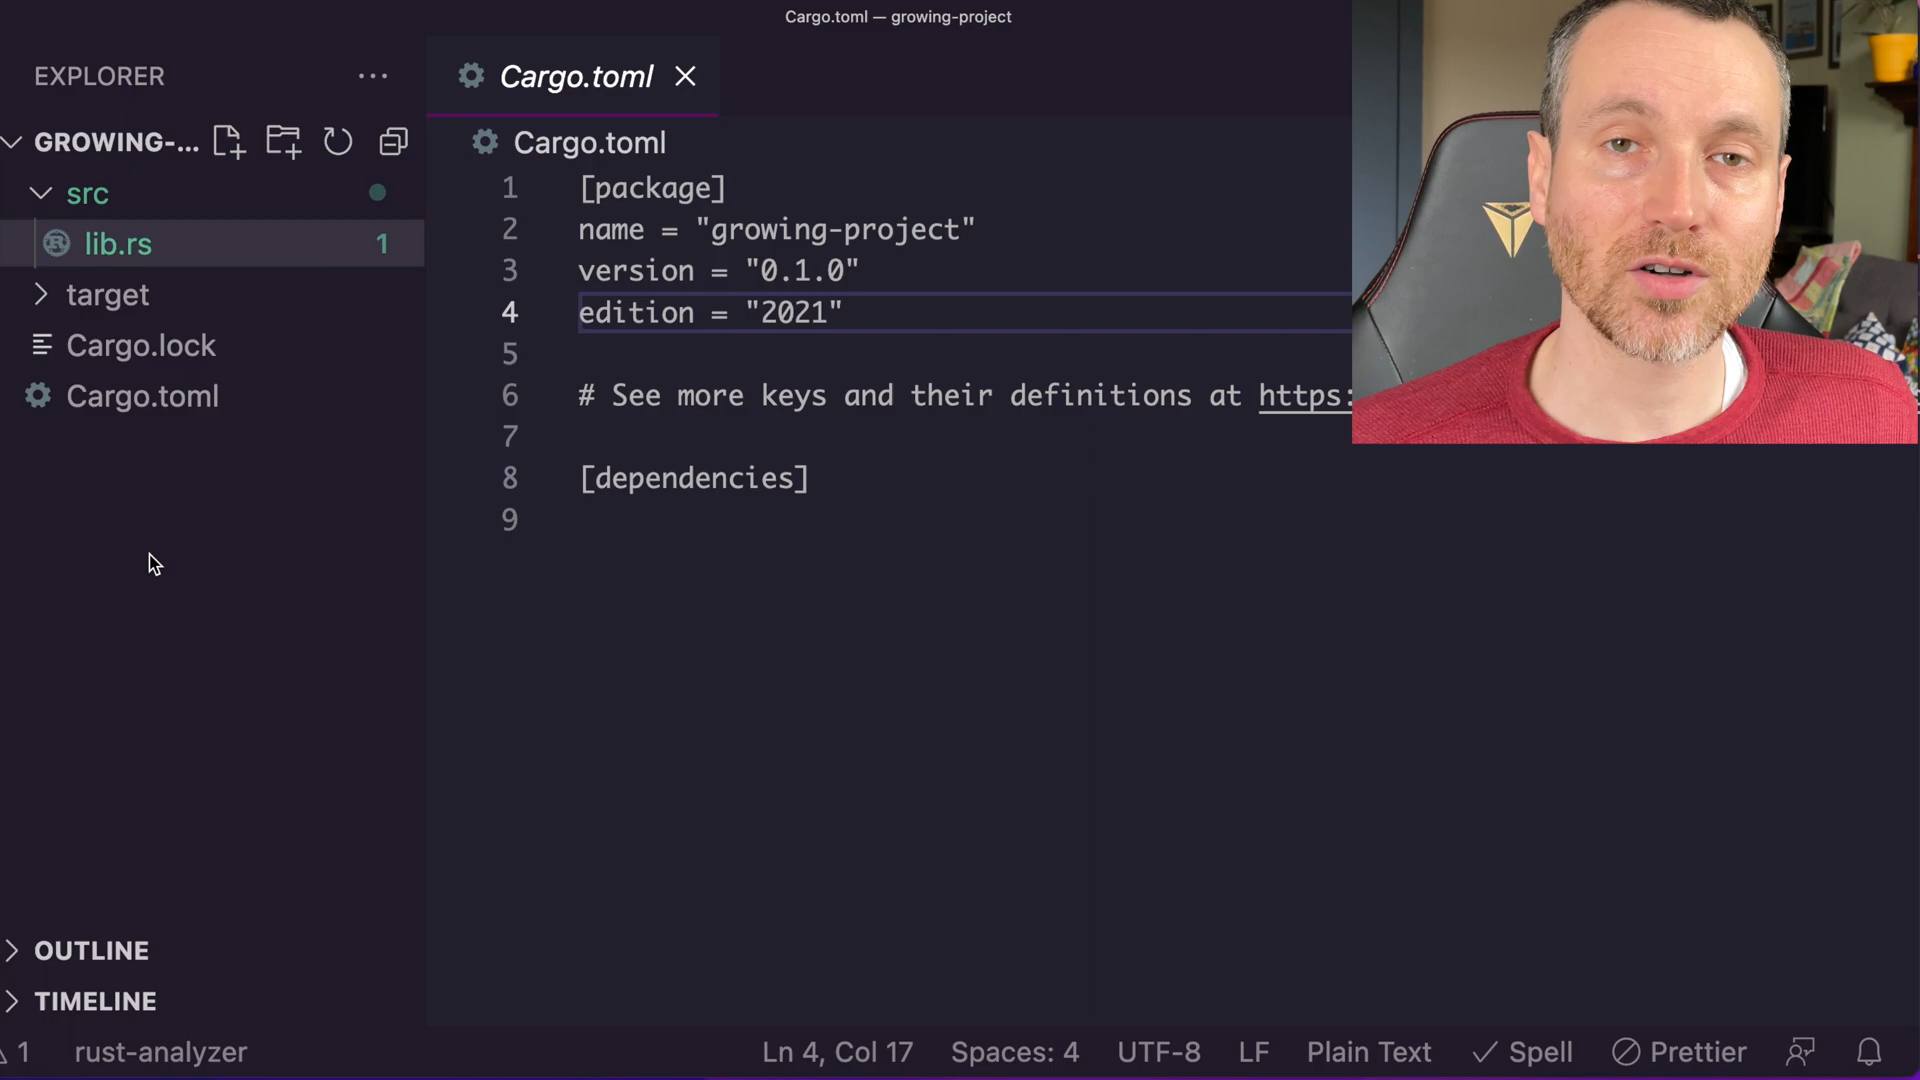 Cargo.toml — growing-project
EXPLORER
GROWING-...
src
lib.rs 1
target
Cargo.lock
Cargo.toml
OUTLINE
TIMELINE
Cargo.toml
Cargo.toml
1 [package]
2 name = "growing-project"
3 version = "0.1.0"
4 edition = "2021"
5
6 # See more keys and their definitions at https:
7
8 [dependencies]
9
1 rust-analyzer Ln 4, Col 17 Spaces: 4 UTF-8 LF Plain Text Spell Prettier